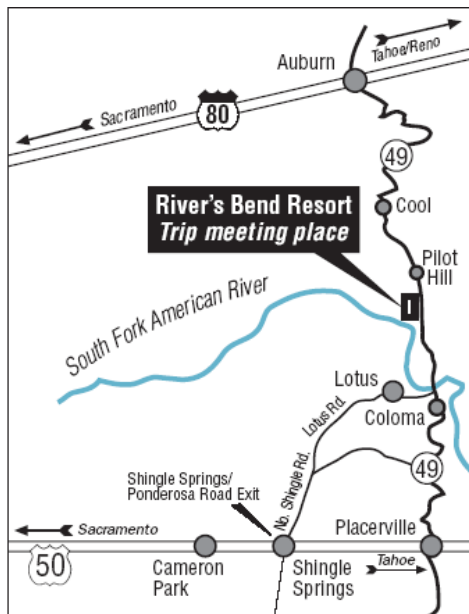 Tahoe/Reno
Auburn
Sacramento
80
49
River's Bend Resort
Trip meeting place
Cool
Pilot
Hill
South Fork American River
Lotus
Lotus Rd.
Coloma
No. Shingle Rd.
Shingle Springs/
Ponderosa Road Exit
49
Sacramento
Placerville
50
Cameron
Park
Shingle
Springs
Tahoe